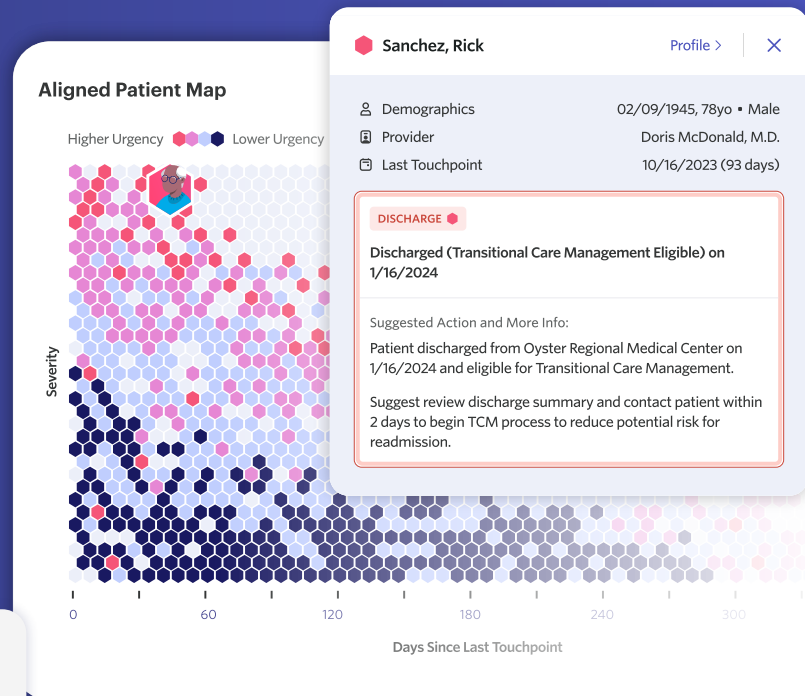 Sanchez, Rick
Profile >
Aligned Patient Map
Higher Urgency
Lower Urgency
Demographics
02/09/1945, 78yo • Male
Provider
Doris McDonald, M.D.
Last Touchpoint
10/16/2023 (93 days)
DISCHARGE
Discharged (Transitional Care Management Eligible) on
1/16/2024
Suggested Action and More Info:
Patient discharged from Oyster Regional Medical Center on
1/16/2024 and eligible for Transitional Care Management.
Suggest review discharge summary and contact patient within
2 days to begin TCM process to reduce potential risk for
readmission.
Severity
0
60
120
180
240
300
Days Since Last Touchpoint